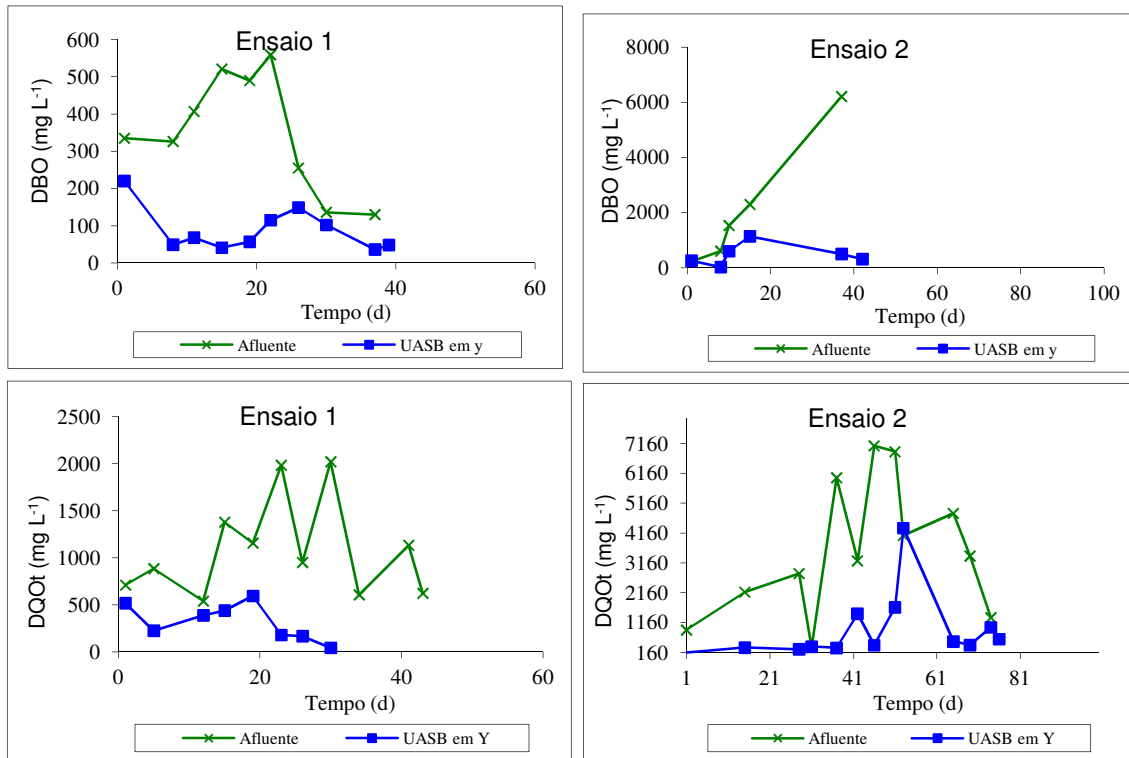 Ensaio 1
DBO (mg L-1)
600
500
400
300
200
100
0
0 20 40 60
Tempo (d)
Afluente UASB em y
Ensaio 2
DBO (mg L-1)
8000
6000
4000
2000
0
0 20 40 60 80 100
Tempo (d)
Afluente UASB em y
Ensaio 1
DQOt (mg L-1)
2500
2000
1500
1000
500
0
0 20 40 60
Tempo (d)
Afluente UASB em Y
Ensaio 2
DQOt (mg L-1)
7160
6160
5160
4160
3160
2160
1160
160
1 21 41 61 81
Tempo (d)
Afluente UASB em Y